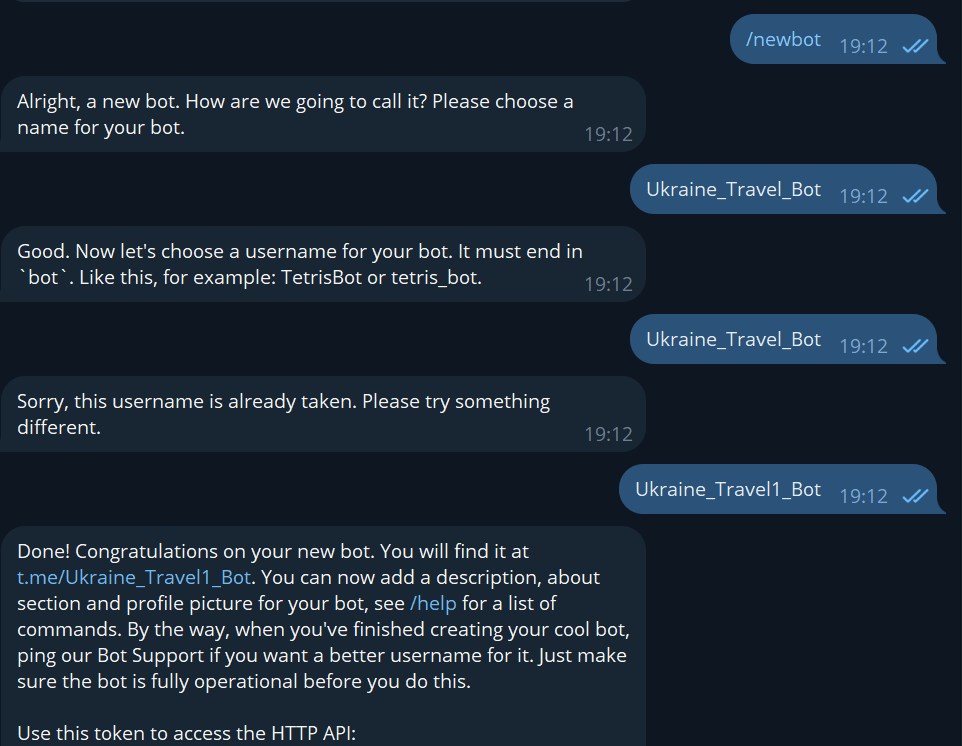 /newbot 19:12
Alright, a new bot. How are we going to call it? Please choose a
name for your bot.
19:12
Ukraine_Travel_Bot 19:12
Good. Now let's choose a username for your bot. It must end in
`bot`. Like this, for example: TetrisBot or tetris_bot.
19:12
Ukraine_Travel_Bot 19:12
Sorry, this username is already taken. Please try something
different.
19:12
Ukraine_Travel1_Bot 19:12
Done! Congratulations on your new bot. You will find it at
t.me/Ukraine_Travel1_Bot. You can now add a description, about
section and profile picture for your bot, see /help for a list of
commands. By the way, when you've finished creating your cool bot,
ping our Bot Support if you want a better username for it. Just make
sure the bot is fully operational before you do this.
Use this token to access the HTTP API: